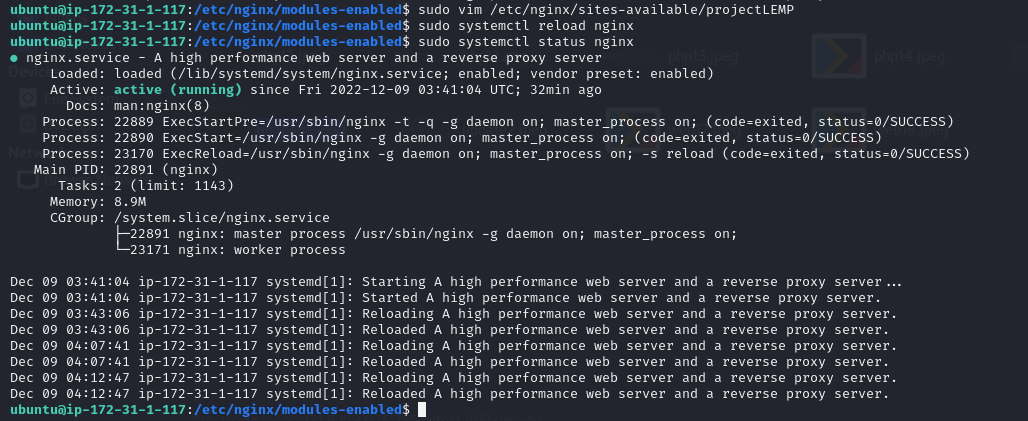 ubuntu@ip-172-31-1-117:/etc/nginx/modules-enabled$ sudo vim /etc/nginx/sites-available/projectLEMP
ubuntu@ip-172-31-1-117:/etc/nginx/modules-enabled$ sudo systemctl reload nginx
ubuntu@ip-172-31-1-117:/etc/nginx/modules-enabled$ sudo systemctl status nginx
● nginx.service - A high performance web server and a reverse proxy server
Loaded: loaded (/lib/systemd/system/nginx.service; enabled; vendor preset: enabled)
Active: active (running) since Fri 2022-12-09 03:41:04 UTC; 32min ago
Docs: man:nginx(8)
Process: 22889 ExecStartPre=/usr/sbin/nginx -t -q -g daemon on; master_process on; (code=exited, status=0/SUCCESS)
Process: 22890 ExecStart=/usr/sbin/nginx -g daemon on; master_process on; (code=exited, status=0/SUCCESS)
Process: 23170 ExecReload=/usr/sbin/nginx -g daemon on; master_process on; -s reload (code=exited, status=0/SUCCESS)
Main PID: 22891 (nginx)
Tasks: 2 (limit: 1143)
Memory: 8.9M
CGroup: /system.slice/nginx.service
├─22891 nginx: master process /usr/sbin/nginx -g daemon on; master_process on;
└─23171 nginx: worker process
Dec 09 03:41:04 ip-172-31-1-117 systemd[1]: Starting A high performance web server and a reverse proxy server...
Dec 09 03:41:04 ip-172-31-1-117 systemd[1]: Started A high performance web server and a reverse proxy server.
Dec 09 03:43:06 ip-172-31-1-117 systemd[1]: Reloading A high performance web server and a reverse proxy server.
Dec 09 03:43:06 ip-172-31-1-117 systemd[1]: Reloaded A high performance web server and a reverse proxy server.
Dec 09 04:07:41 ip-172-31-1-117 systemd[1]: Reloading A high performance web server and a reverse proxy server.
Dec 09 04:07:41 ip-172-31-1-117 systemd[1]: Reloaded A high performance web server and a reverse proxy server.
Dec 09 04:12:47 ip-172-31-1-117 systemd[1]: Reloading A high performance web server and a reverse proxy server.
Dec 09 04:12:47 ip-172-31-1-117 systemd[1]: Reloaded A high performance web server and a reverse proxy server.
ubuntu@ip-172-31-1-117:/etc/nginx/modules-enabled$
php13.jpeg
php14.jpeg